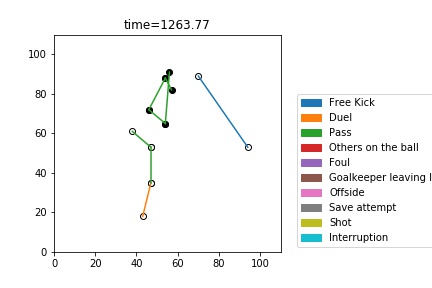 time=1263.77
100
80
60
40
20
0
0 20 40 60 80 100
Free Kick
Duel
Pass
Others on the ball
Foul
Goalkeeper leaving l
Offside
Save attempt
Shot
Interruption